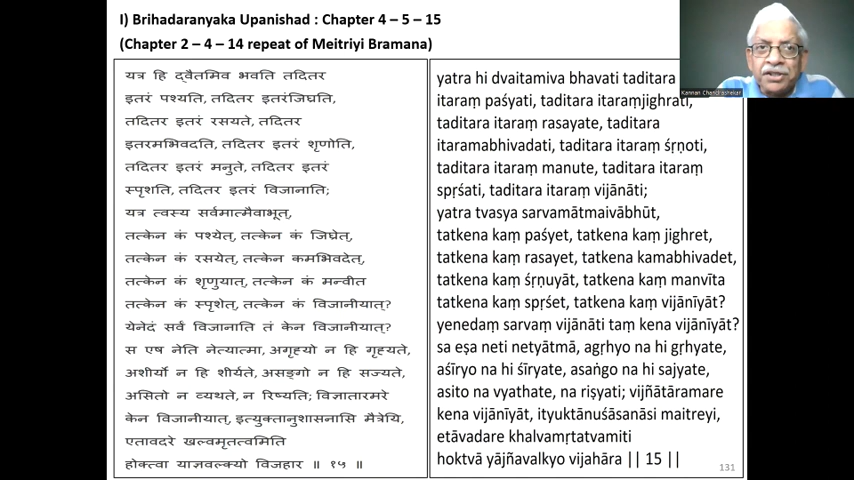 I) Brihadaranyaka Upanishad : Chapter 4 – 5 – 15
(Chapter 2 – 4 – 14 repeat of Meitriyi Bramana)
यत्र हि द्वैतमिव भवति तदितर
इतरं पश्यति, तदितर इतरंजिघ्रति,
तदितर इतरं रसयते, तदितर
इतरमभिवदति, तदितर इतरं शृणोति,
तदितर इतरं मनुते, तदितर इतरं
स्पृशति, तदितर इतरं विजानाति;
यत्र त्वस्य सर्वमात्मैवाभूत्,
तत्केन कं पश्येत्, तत्केन कं जिघ्रेत्,
तत्केन कं रसयेत्, तत्केन कमभिवदेत्,
तत्केन कं शृणुयात्, तत्केन कं मन्वीत
तत्केन कं स्पृशेत्, तत्केन कं विजानीयात्?
येनेदं सर्वं विजानाति तं केन विजानीयात्?
स एष नेति नेत्यात्मा, अगृह्यो न हि गृह्यते,
अशीर्यो न हि शीर्यते, असङ्गो न हि सज्यते,
असितो न व्यथते, न रिष्यति; विज्ञातारमरे
केन विजानीयात्, इत्युक्तानुशासनासि मैत्रेयि,
एतावदरे खल्वमृतत्वमिति
होक्त्वा याज्ञवल्क्यो विजहार ॥ १५ ॥
yatra hi dvaitamiva bhavati taditara
itaraṃ paśyati, taditara itaraṃjighrati,
taditara itaraṃ rasayate, taditara
itaramabhivadati, taditara itaraṃ śṛṇoti,
taditara itaraṃ manute, taditara itaraṃ
spṛśati, taditara itaraṃ vijānāti;
yatra tvasya sarvamātmaivābhūt,
tatkena kaṃ paśyet, tatkena kaṃ jighret,
tatkena kaṃ rasayet, tatkena kamabhivadet,
tatkena kaṃ śṛṇuyāt, tatkena kaṃ manvīta
tatkena kaṃ spṛśet, tatkena kaṃ vijānīyāt?
yenedaṃ sarvaṃ vijānāti taṃ kena vijānīyāt?
sa eṣa neti netyātmā, agṛhyo na hi gṛhyate,
aśīryo na hi śīryate, asaṅgo na hi sajyate,
asito na vyathate, na riṣyati; vijñātāramare
kena vijānīyāt, ityuktānuśāsanāsi maitreyi,
etāvadare khalvamṛtatvamiti
hoktvā yājñavalkyo vijahāra || 15 ||
131
Kannan Chandrashekar